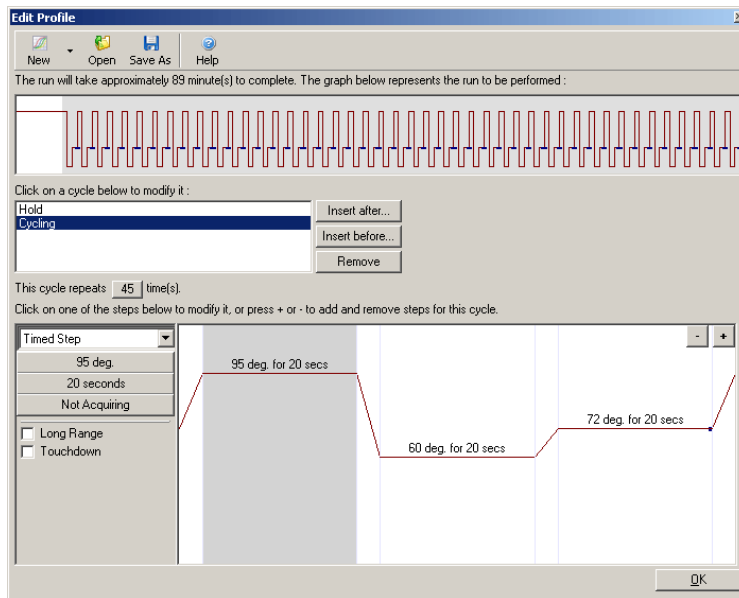 Edit Profile
New Open Save As Help
The run will take approximately 89 minute(s) to complete. The graph below represents the run to be performed :
Click on a cycle below to modify it :
Hold
Cycling
Insert after...
Insert before...
Remove
This cycle repeats 45 time(s).
Click on one of the steps below to modify it, or press + or - to add and remove steps for this cycle.
Timed Step
- +
95 deg.
20 seconds
Not Acquiring
Long Range
Touchdown
95 deg. for 20 secs
60 deg. for 20 secs
72 deg. for 20 secs
OK